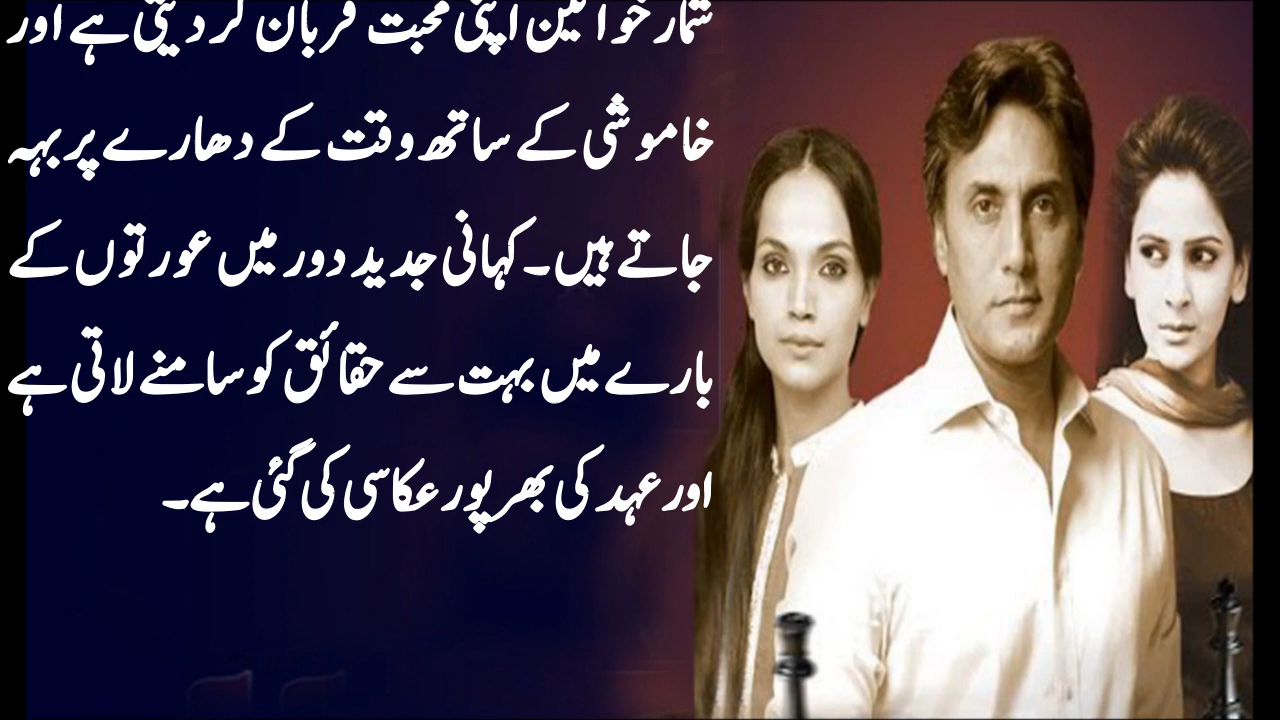 شمار خواتین اپنی محبت قربان کر دیتی ہے اور
خاموشی کے ساتھ وقت کے دھارے پر بہہ
جاتے ہیں۔ کہانی جدید دور میں عورتوں کے
بارے میں بہت سے حقائق کو سامنے لاتی ہے
اور عہد کی بھرپور عکاسی کی گئی ہے۔